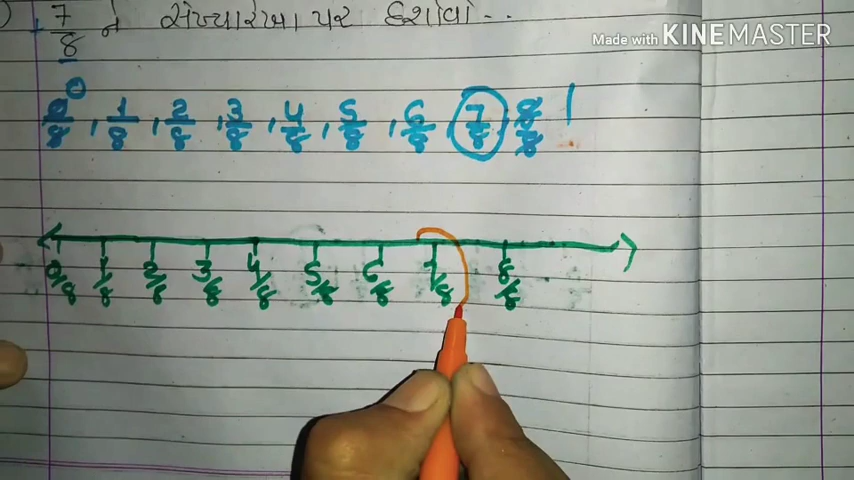 7/8 ને સંખ્યારેખા પર દર્શાવો...
Made with KINEMASTER
0/8 0, 1/8, 2/8, 3/8, 4/8, 5/8, 6/8, 7/8, 8/8 1
0/8 1/8 2/8 3/8 4/8 5/8 6/8 7/8 8/8